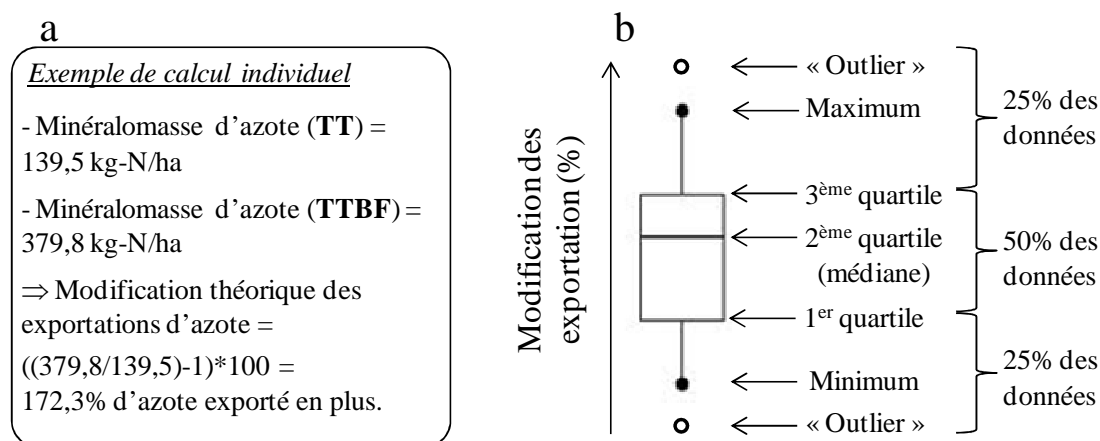 a
Exemple de calcul individuel
- Minéralomasse d'azote (TT) =
139,5 kg-N/ha
- Minéralomasse d'azote (TTBF) =
379,8 kg-N/ha
⇒ Modification théorique des
exportations d'azote =
((379,8/139,5)-1)*100 =
172,3% d'azote exporté en plus.
b
Modification des
exportation (%)
« Outlier »
Maximum
3ème quartile
2ème quartile
(médiane)
1er quartile
Minimum
« Outlier »
25% des
données
50% des
données
25% des
données